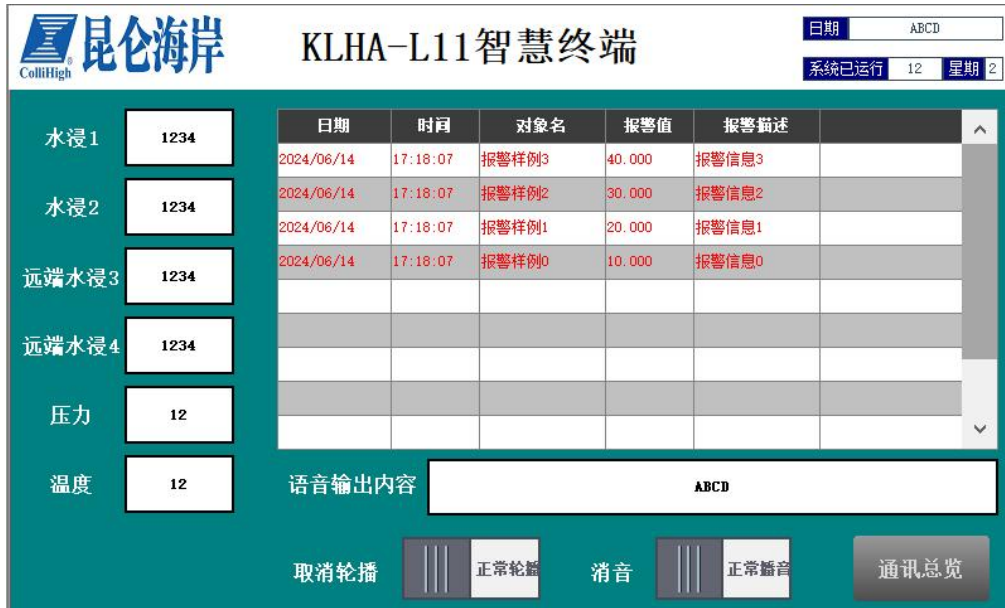 昆仑海岸
ColliHigh®
KLHA-L11智慧终端
日期 ABCD
系统已运行 12 星期 2
水浸1 1234
水浸2 1234
远端水浸3 1234
远端水浸4 1234
压力 12
温度 12
日期 时间 对象名 报警值 报警描述
2024/06/14 17:18:07 报警样例3 40.000 报警信息3
2024/06/14 17:18:07 报警样例2 30.000 报警信息2
2024/06/14 17:18:07 报警样例1 20.000 报警信息1
2024/06/14 17:18:07 报警样例0 10.000 报警信息0
语音输出内容 ABCD
取消轮播 正常轮播 消音 正常播音 通讯总览